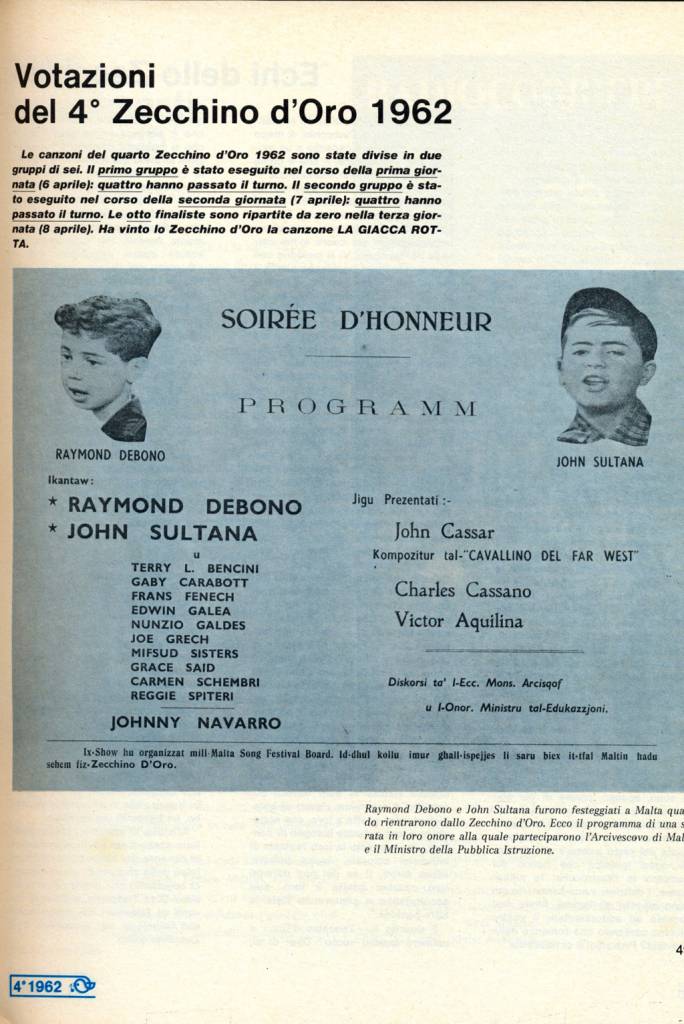 Votazioni
del 4° Zecchino d'Oro 1962
Le canzoni del quarto Zecchino d'Oro 1962 sono state divise in due
gruppi di sei. Il primo gruppo è stato eseguito nel corso della prima gior-
nata (6 aprile): quattro hanno passato il turno. Il secondo gruppo è sta-
to eseguito nel corso della seconda giornata (7 aprile): quattro hanno
passato il turno. Le otto finaliste sono ripartite da zero nella terza gior-
nata (8 aprile). Ha vinto lo Zecchino d'Oro la canzone LA GIACCA ROT-
TA.
SOIRÉE D'HONNEUR
PROGRAMM
RAYMOND DEBONO
JOHN SULTANA
Ikantaw:
* RAYMOND DEBONO
* JOHN SULTANA
u
TERRY L. BENCINI
GABY CARABOTT
FRANS FENECH
EDWIN GALEA
NUNZIO GALDES
JOE GRECH
MIFSUD SISTERS
GRACE SAID
CARMEN SCHEMBRI
REGGIE SPITERI
JOHNNY NAVARRO
Jigu Prezentati :-
John Cassar
Kompozitur tal-"CAVALLINO DEL FAR WEST"
Charles Cassano
Victor Aquilina
Diskorsi ta' l-Ecc. Mons. Arcisqof
u l-Onor. Ministru tal-Edukazzjoni.
Ix-Show hu organizzat mill-Malta Song Festival Board. Id-dhul kollu imur ghall-ispejjes li saru biex it-tfal Maltin hadu
sehem fiz-Zecchino D'Oro.
Raymond Debono e John Sultana furono festeggiati a Malta qua
do rientrarono dallo Zecchino d'Oro. Ecco il programma di una s
rata in loro onore alla quale parteciparono l'Arcivescovo di Mal
e il Ministro della Pubblica Istruzione.
4
4° 1962